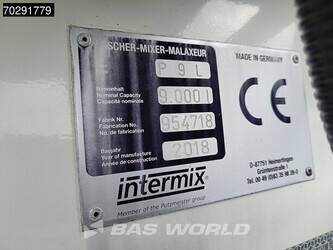 70291779
SCHER-MIXER-MALAXEUR
MADE IN GERMANY
P 9 L
Nenninhalt
Nominal Capacity
Capacité nominale
9.000 l
Fabrik Nr.
Fabrication No.
No. de fabrication
954718
Baujahr
Year of manufacture
Année de construction
2018
CE
D-87751 Heimertingen
intermix®
Member of the Putzmeister group
BAS WORLD